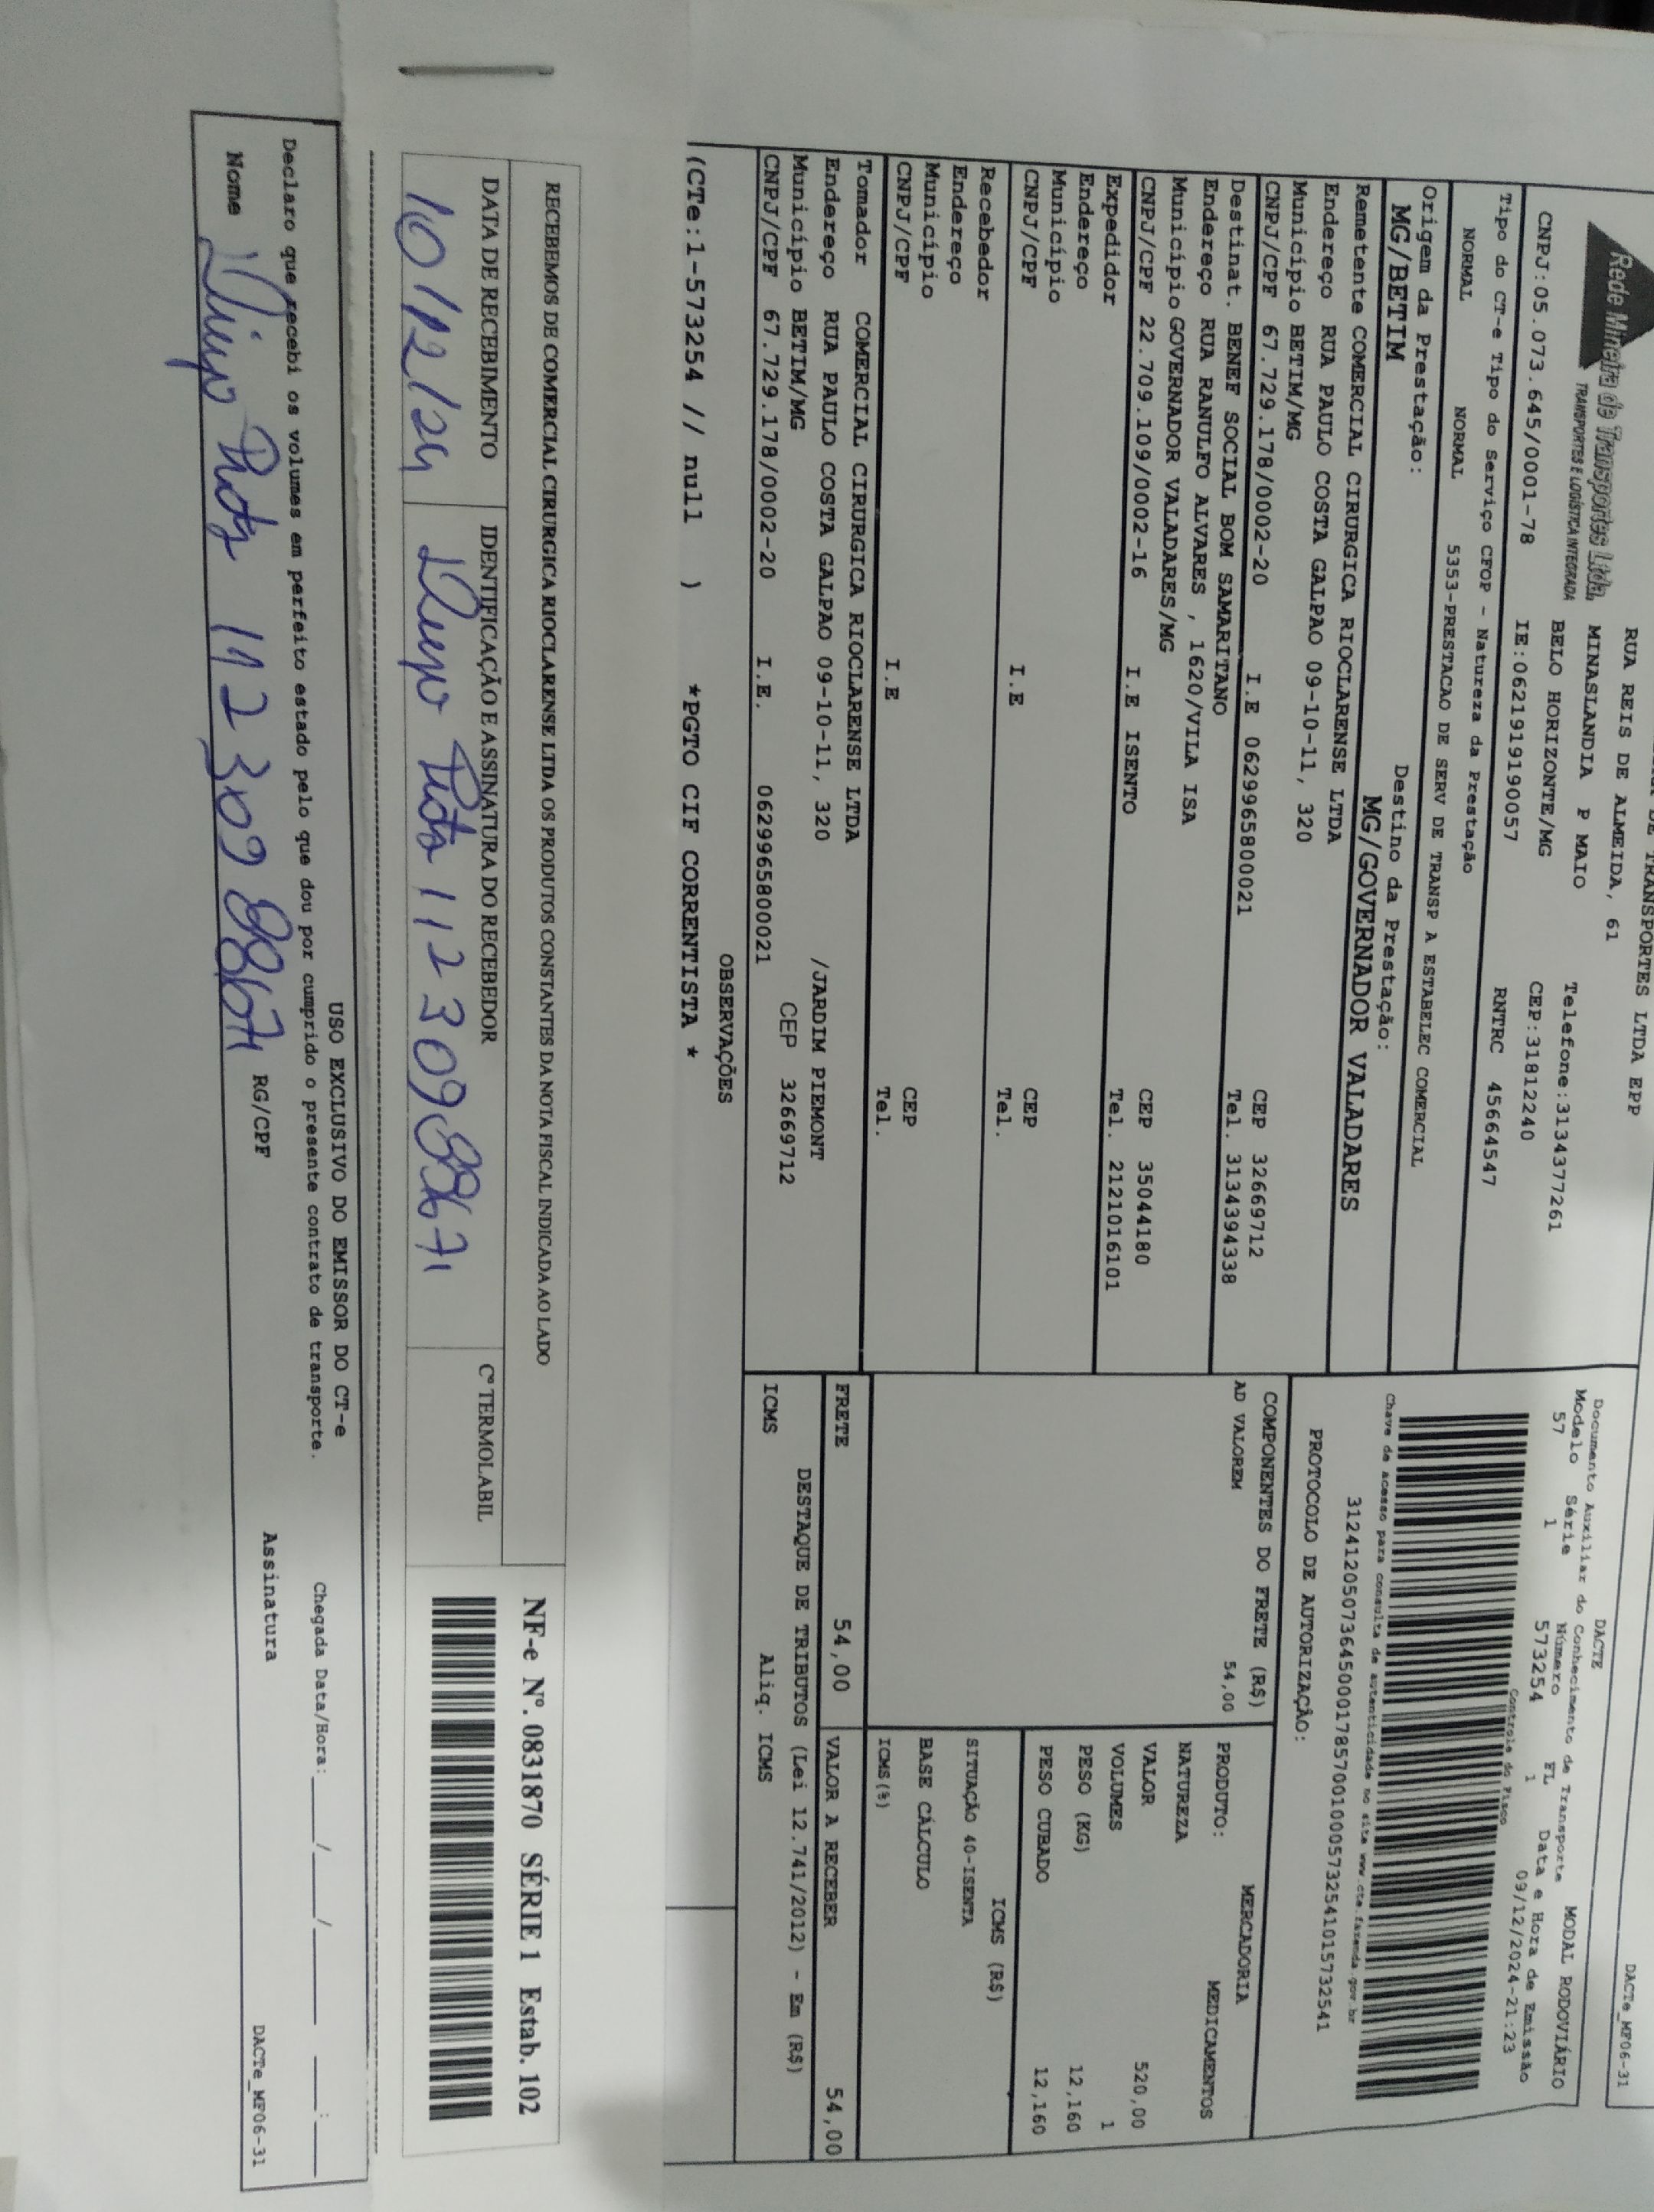 DACTe_MF06-31
Rede Mineira de Transportes Ltda.
TRANSPORTES E LOGÍSTICA INTEGRADA
DE TRANSPORTES LTDA EPP
RUA REIS DE ALMEIDA, 61
MINASLANDIA P MAIO
BELO HORIZONTE/MG
Telefone:3134377261
CEP:31812240
CNPJ:05.073.645/0001-78
IE:0621919190057
RNTRC 45664547
DACTE
Documento Auxiliar do Conhecimento de Transporte
MODAL RODOVIÁRIO
Modelo Série Número FL Data e Hora de Emissão
57 1 573254 1 09/12/2024-21:23
Controle do Fisco
Tipo do CT-e Tipo do Serviço CFOP - Natureza da Prestação
NORMAL NORMAL 5353-PRESTACAO DE SERV DE TRANSP A ESTABELEC COMERCIAL
Chave de acesso para consulta de autenticidade no site www.cte.fazenda.gov.br
31241205073645000178570010005732541015732541
PROTOCOLO DE AUTORIZAÇÃO:
Origem da Prestação: Destino da Prestação:
MG/BETIM MG/GOVERNADOR VALADARES
Remetente COMERCIAL CIRURGICA RIOCLARENSE LTDA
Endereço RUA PAULO COSTA GALPAO 09-10-11, 320
Município BETIM/MG CEP 32669712
CNPJ/CPF 67.729.178/0002-20 I.E 0629965800021 Tel. 3134394338
Destinat. BENEF SOCIAL BOM SAMARITANO
Endereço RUA RANULFO ALVARES , 1620/VILA ISA
Município GOVERNADOR VALADARES/MG CEP 35044180
CNPJ/CPF 22.709.109/0002-16 I.E ISENTO Tel. 2121016101
Expedidor
Endereço
Município CEP
CNPJ/CPF I.E Tel.
Recebedor
Endereço
Município CEP
CNPJ/CPF I.E Tel.
Tomador COMERCIAL CIRURGICA RIOCLARENSE LTDA
Endereço RUA PAULO COSTA GALPAO 09-10-11, 320 /JARDIM PIEMONT
Município BETIM/MG CEP 32669712
CNPJ/CPF 67.729.178/0002-20 I.E. 0629965800021
COMPONENTES DO FRETE (R$)
AD VALOREM 54,00
MERCADORIA
PRODUTO: MEDICAMENTOS
NATUREZA
VALOR 520,00
VOLUMES 1
PESO (KG) 12,160
PESO CUBADO 12,160
ICMS (R$)
SITUAÇÃO 40-ISENTA
BASE CÁLCULO
ICMS(%)
FRETE 54,00 VALOR A RECEBER 54,00
DESTAQUE DE TRIBUTOS (Lei 12.741/2012) - Em (R$)
ICMS Aliq. ICMS
OBSERVAÇÕES
(CTe:1-573254 // null ) *PGTO CIF CORRENTISTA *
RECEBEMOS DE COMERCIAL CIRURGICA RIOCLARENSE LTDA OS PRODUTOS CONSTANTES DA NOTA FISCAL INDICADA AO LADO
NF-e Nº. 0831870 SÉRIE 1 Estab. 102
DATA DE RECEBIMENTO IDENTIFICAÇÃO E ASSINATURA DO RECEBEDOR Cº TERMOLABIL
10/12/24 112 309 886 71
USO EXCLUSIVO DO EMISSOR DO CT-e
Declaro que recebi os volumes em perfeito estado pelo que dou por cumprido o presente contrato de transporte.
Chegada Data/Hora:___/___/____ ___:___
Nome 112 309 886 71 RG/CPF Assinatura
DACTe_MF06-31